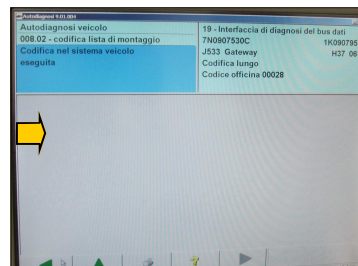 Autodiagnosi 9.01.004
Autodiagnosi veicolo
008.02 - codifica lista di montaggio
Codifica nel sistema veicolo
eseguita
19 - Interfaccia di diagnosi del bus dati
7N0907530C
1K090795
J533 Gateway
H37 06
Codifica lungo
Codice officina 00028